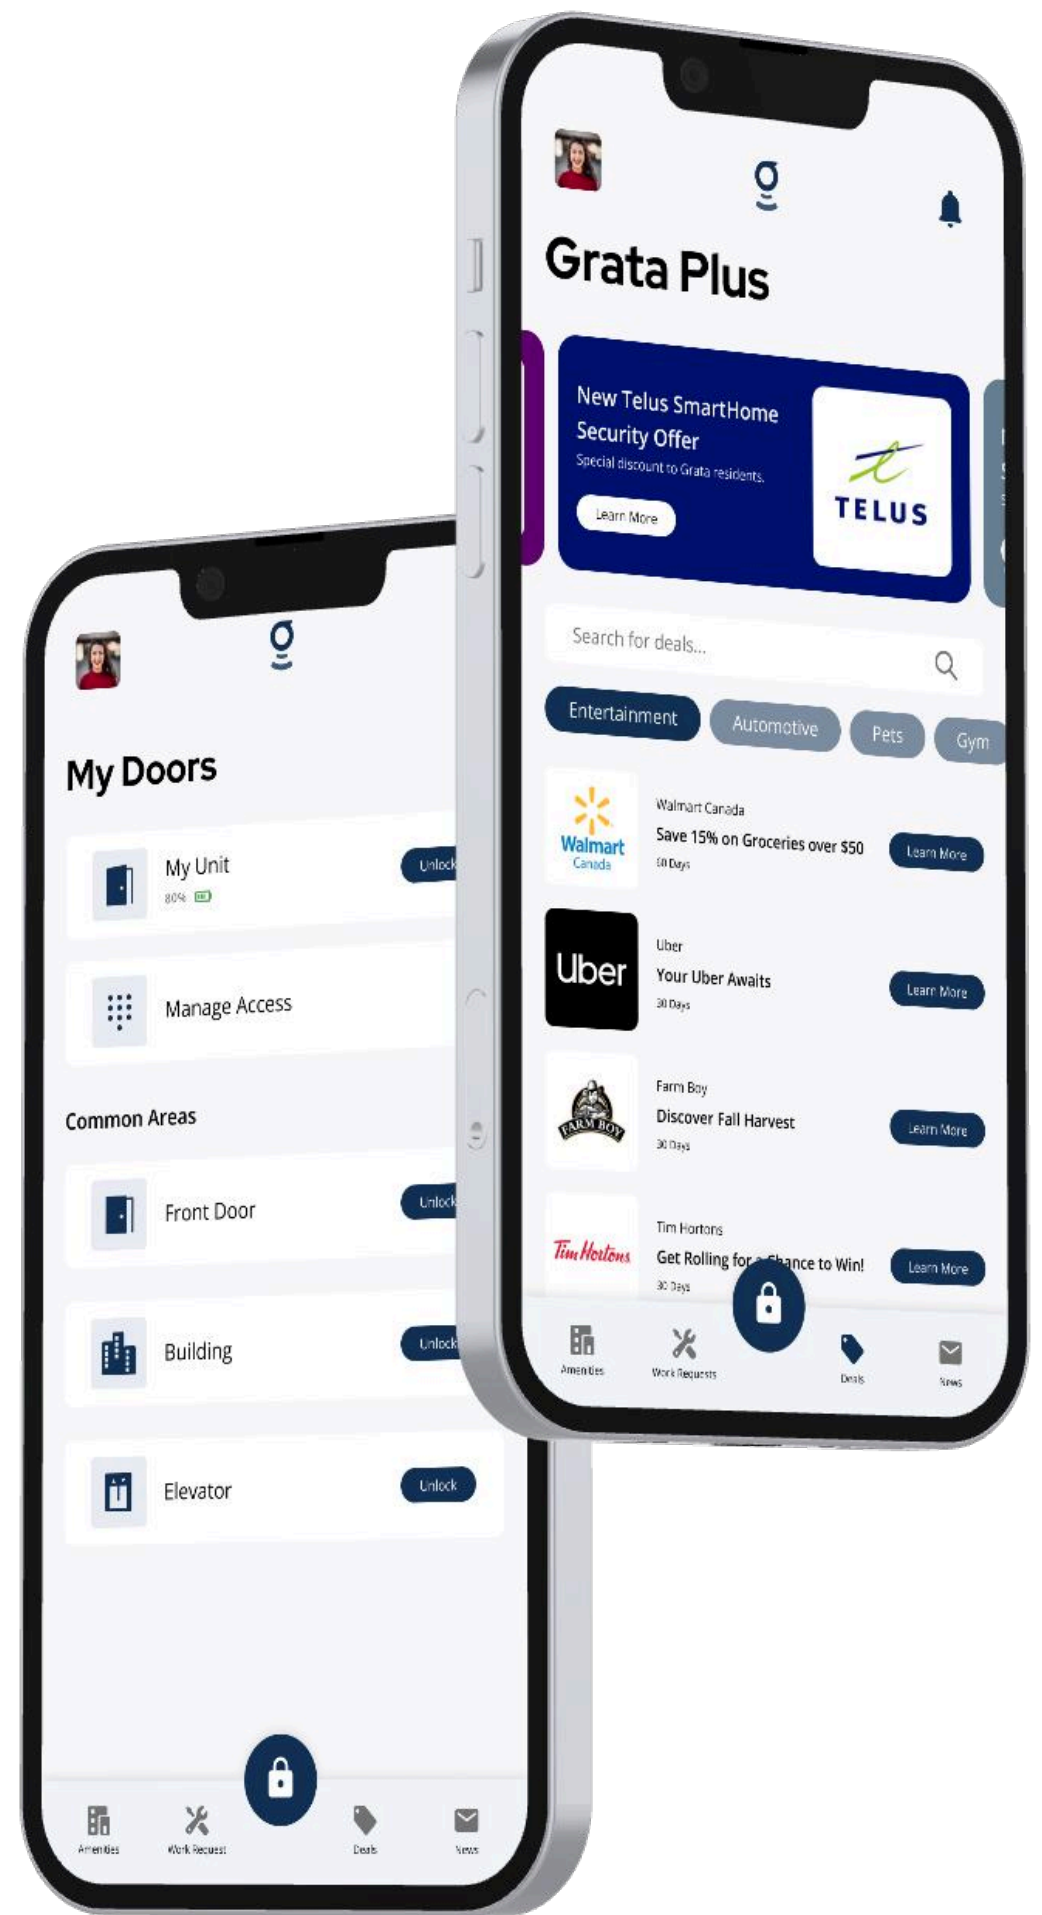 g
Grata Plus
New Telus SmartHome
Security Offer
Special discount to Grata residents.
Learn More
TELUS
Search for deals...
Entertainment
Automotive
Pets
Gym
Walmart
Canada
Walmart Canada
Save 15% on Groceries over $50
60 Days
Learn More
Uber
Uber
Your Uber Awaits
30 Days
Learn More
FARM BOY
Farm Boy
Discover Fall Harvest
30 Days
Learn More
Tim Hortons
Tim Hortons
Get Rolling for a Chance to Win!
30 Days
Learn More
Amenities
Work Requests
Deals
News
g
My Doors
My Unit
80%
Unlock
Manage Access
Common Areas
Front Door
Unlock
Building
Unlock
Elevator
Unlock
Amenities
Work Request
Deals
News